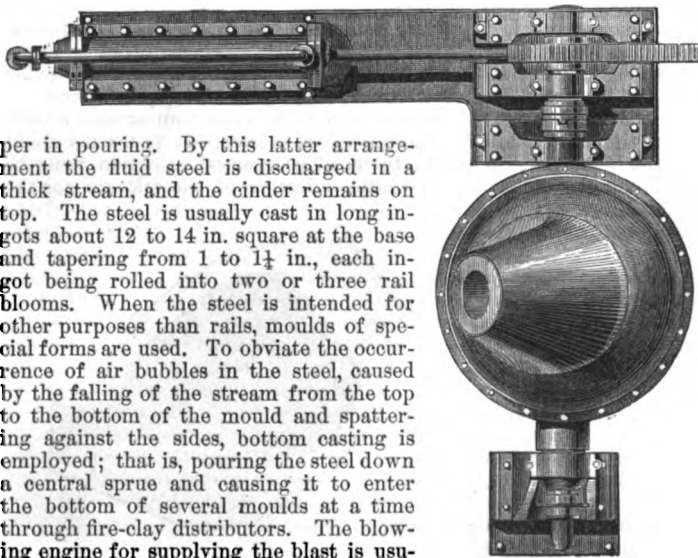 per in pouring. By this latter arrange-
ment the fluid steel is discharged in a
thick stream, and the cinder remains on
top. The steel is usually cast in long in-
gots about 12 to 14 in. square at the base
and tapering from 1 to 1¼ in., each in-
got being rolled into two or three rail
blooms. When the steel is intended for
other purposes than rails, moulds of spe-
cial forms are used. To obviate the occur-
rence of air bubbles in the steel, caused
by the falling of the stream from the top
to the bottom of the mould and spatter-
ing against the sides, bottom casting is
employed; that is, pouring the steel down
a central sprue and causing it to enter
the bottom of several moulds at a time
through fire-clay distributors. The blow-
ing engine for supplying the blast is usu-